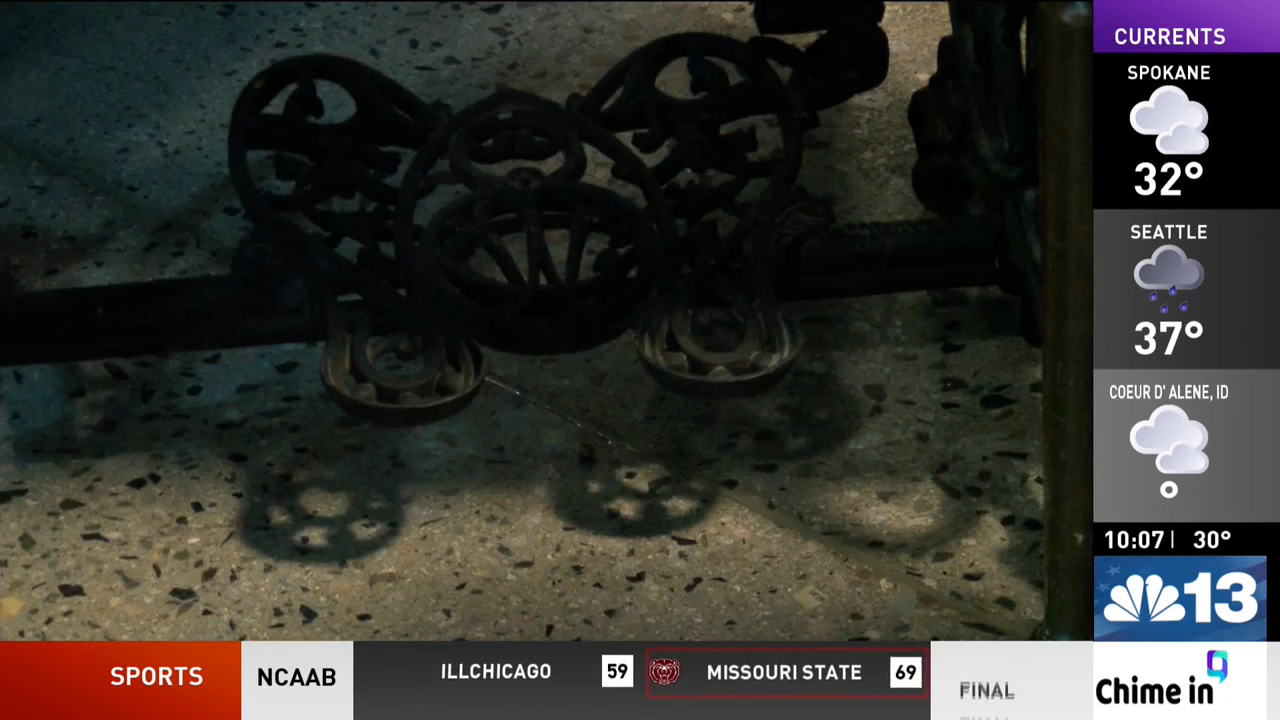 CURRENTS
SPOKANE
32°
SEATTLE
37°
COEUR D' ALENE, ID
°
10:07 30°
13
SPORTS NCAAB ILLCHICAGO 59 MISSOURI STATE 69 FINAL
Chime in